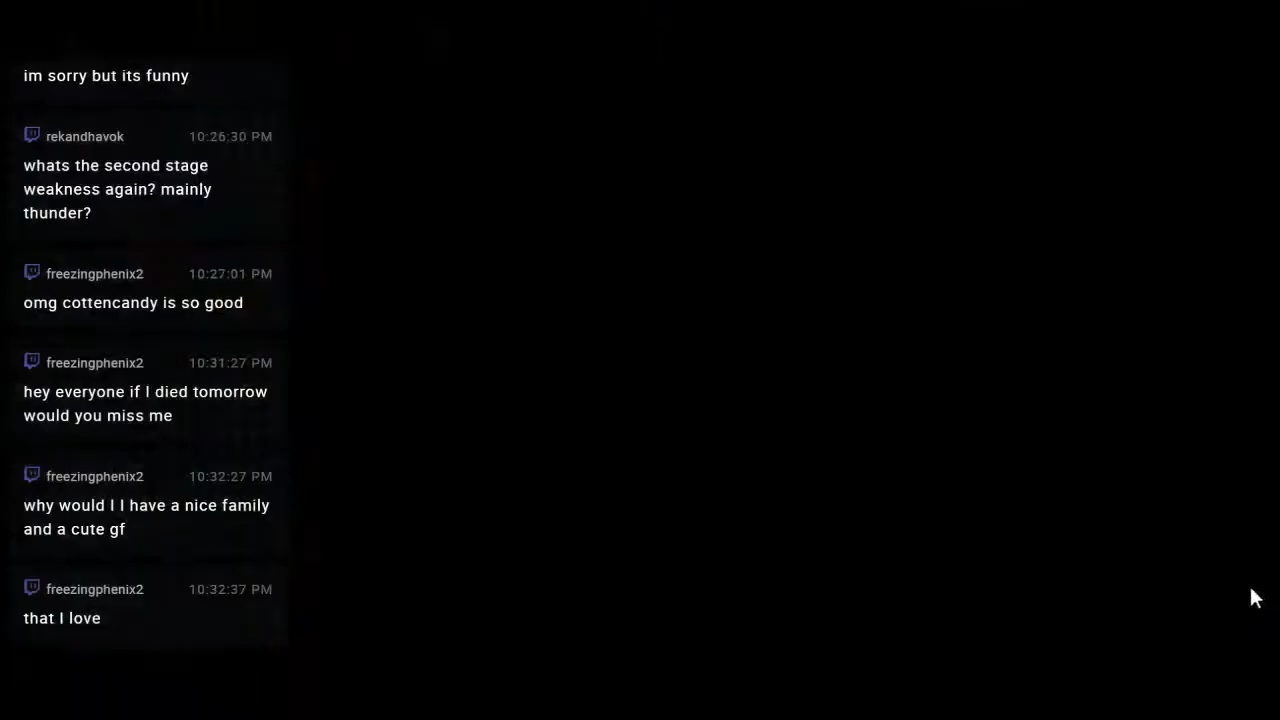 im sorry but its funny
rekandhavok 10:26:30 PM
whats the second stage
weakness again? mainly
thunder?
freezingphenix2 10:27:01 PM
omg cottencandy is so good
freezingphenix2 10:31:27 PM
hey everyone if I died tomorrow
would you miss me
freezingphenix2 10:32:27 PM
why would I I have a nice family
and a cute gf
freezingphenix2 10:32:37 PM
that I love